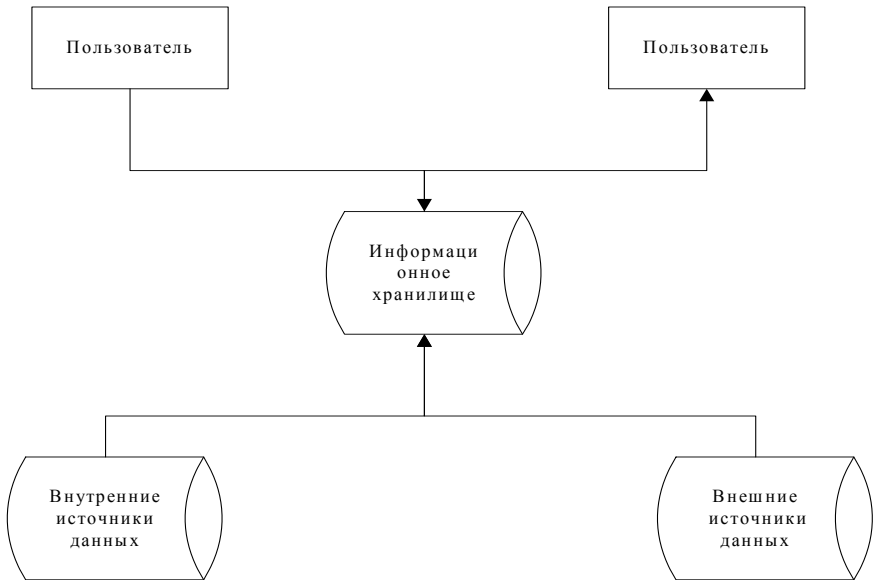 Пользователь
Пользователь
Информаци
онное
хранилище
Внутренние
источники
данных
Внешние
источники
данных